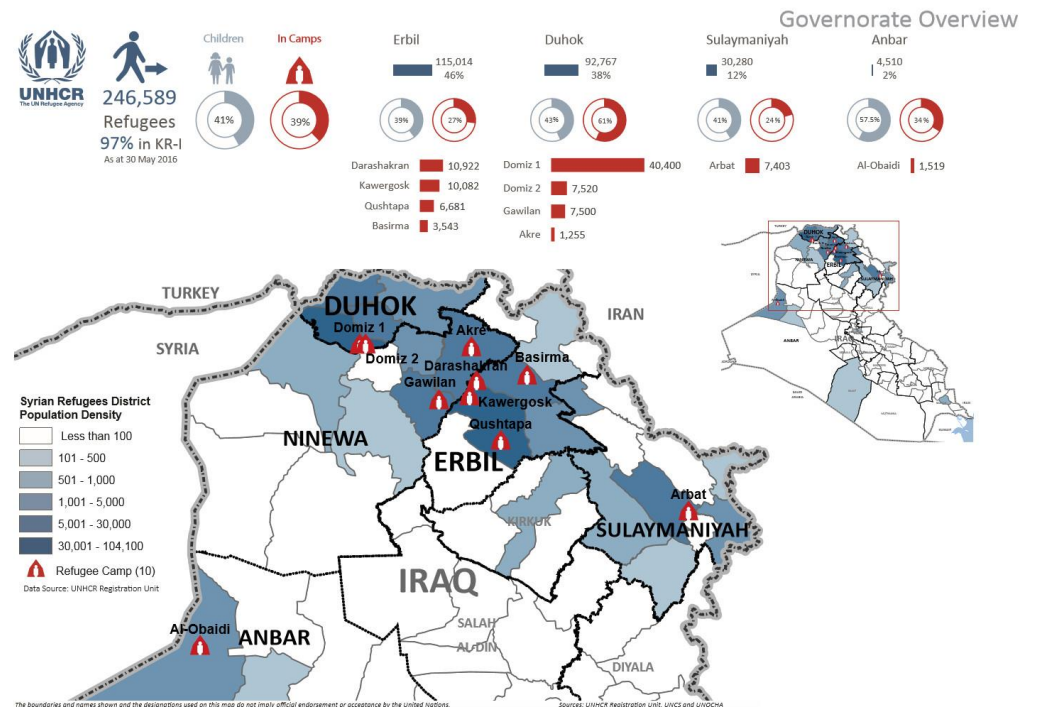 Governorate Overview
UNHCR
The UN Refugee Agency
246,589
Refugees
97% in KR-I
As at 30 May 2016
Children
41%
In Camps
39%
Erbil
115,014
46%
39%
27%
Darashakran 10,922
Kawergosk 10,082
Qushtapa 6,681
Basirma 3,543
Duhok
92,767
38%
43%
61%
Domiz 1 40,400
Domiz 2 7,520
Gawilan 7,500
Akre 1,255
Sulaymaniyah
30,280
12%
41%
24%
Arbat 7,403
Anbar
4,510
2%
57.5%
34%
Al-Obaidi 1,519
TURKEY
SYRIA
IRAN
DUHOK
Domiz 1
Domiz 2
Akre
Darashakran
Basirma
Gawilan
Kawergosk
Qushtapa
NINEWA
ERBIL
Arbat
KIRKUK
SULAYMANIYAH
IRAQ
SALAH
AL-DIN
Al-Obaidi
ANBAR
DIYALA
Syrian Refugees District
Population Density
Less than 100
101 - 500
501 - 1,000
1,001 - 5,000
5,001 - 30,000
30,001 - 104,100
Refugee Camp (10)
Data Source: UNHCR Registration Unit
DUHOK
ERBIL
ANBAR
The boundaries and names shown and the designations used on this map do not imply official endorsement or acceptance by the United Nations.
Sources: UNHCR Registration Unit, UNCS and UNOCHA